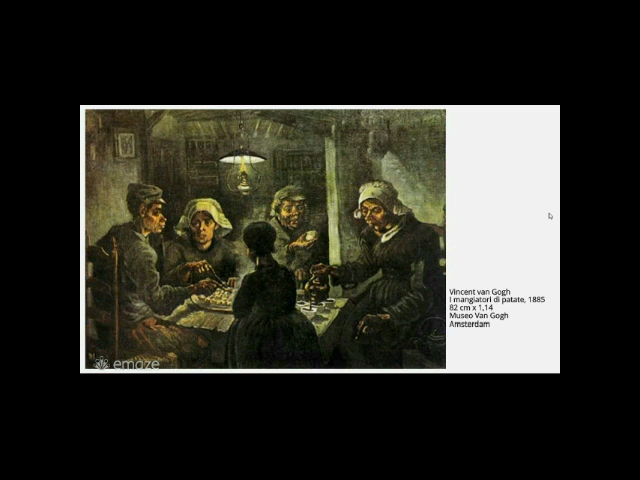 Vincent van Gogh
I mangiatori di patate, 1885
82 cm x 1,14
Museo Van Gogh
Amsterdam
emaze